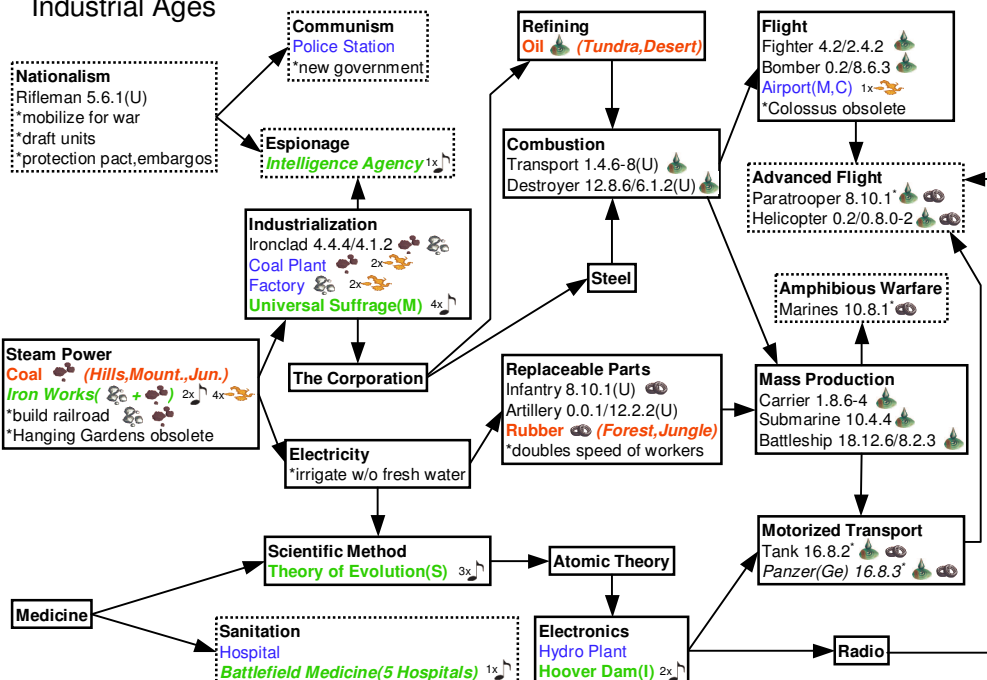 Industrial Ages
Nationalism
Rifleman 5.6.1(U)
*mobilize for war
*draft units
*protection pact,embargos
Communism
Police Station
*new government
Espionage
Intelligence Agency 1x
Industrialization
Ironclad 4.4.4/4.1.2
Coal Plant 2x
Factory 2x
Universal Suffrage(M) 4x
Steam Power
Coal (Hills,Mount.,Jun.)
Iron Works( + ) 2x 4x
*build railroad
*Hanging Gardens obsolete
The Corporation
Electricity
*irrigate w/o fresh water
Refining
Oil (Tundra,Desert)
Combustion
Transport 1.4.6-8(U)
Destroyer 12.8.6/6.1.2(U)
Steel
Replaceable Parts
Infantry 8.10.1(U)
Artillery 0.0.1/12.2.2(U)
Rubber (Forest,Jungle)
*doubles speed of workers
Flight
Fighter 4.2/2.4.2
Bomber 0.2/8.6.3
Airport(M,C) 1x
*Colossus obsolete
Advanced Flight
Paratrooper 8.10.1*
Helicopter 0.2/0.8.0-2
Amphibious Warfare
Marines 10.8.1*
Mass Production
Carrier 1.8.6-4
Submarine 10.4.4
Battleship 18.12.6/8.2.3
Motorized Transport
Tank 16.8.2*
Panzer(Ge) 16.8.3*
Scientific Method
Theory of Evolution(S) 3x
Atomic Theory
Medicine
Sanitation
Hospital
Battlefield Medicine(5 Hospitals) 1x
Electronics
Hydro Plant
Hoover Dam(I) 2x
Radio